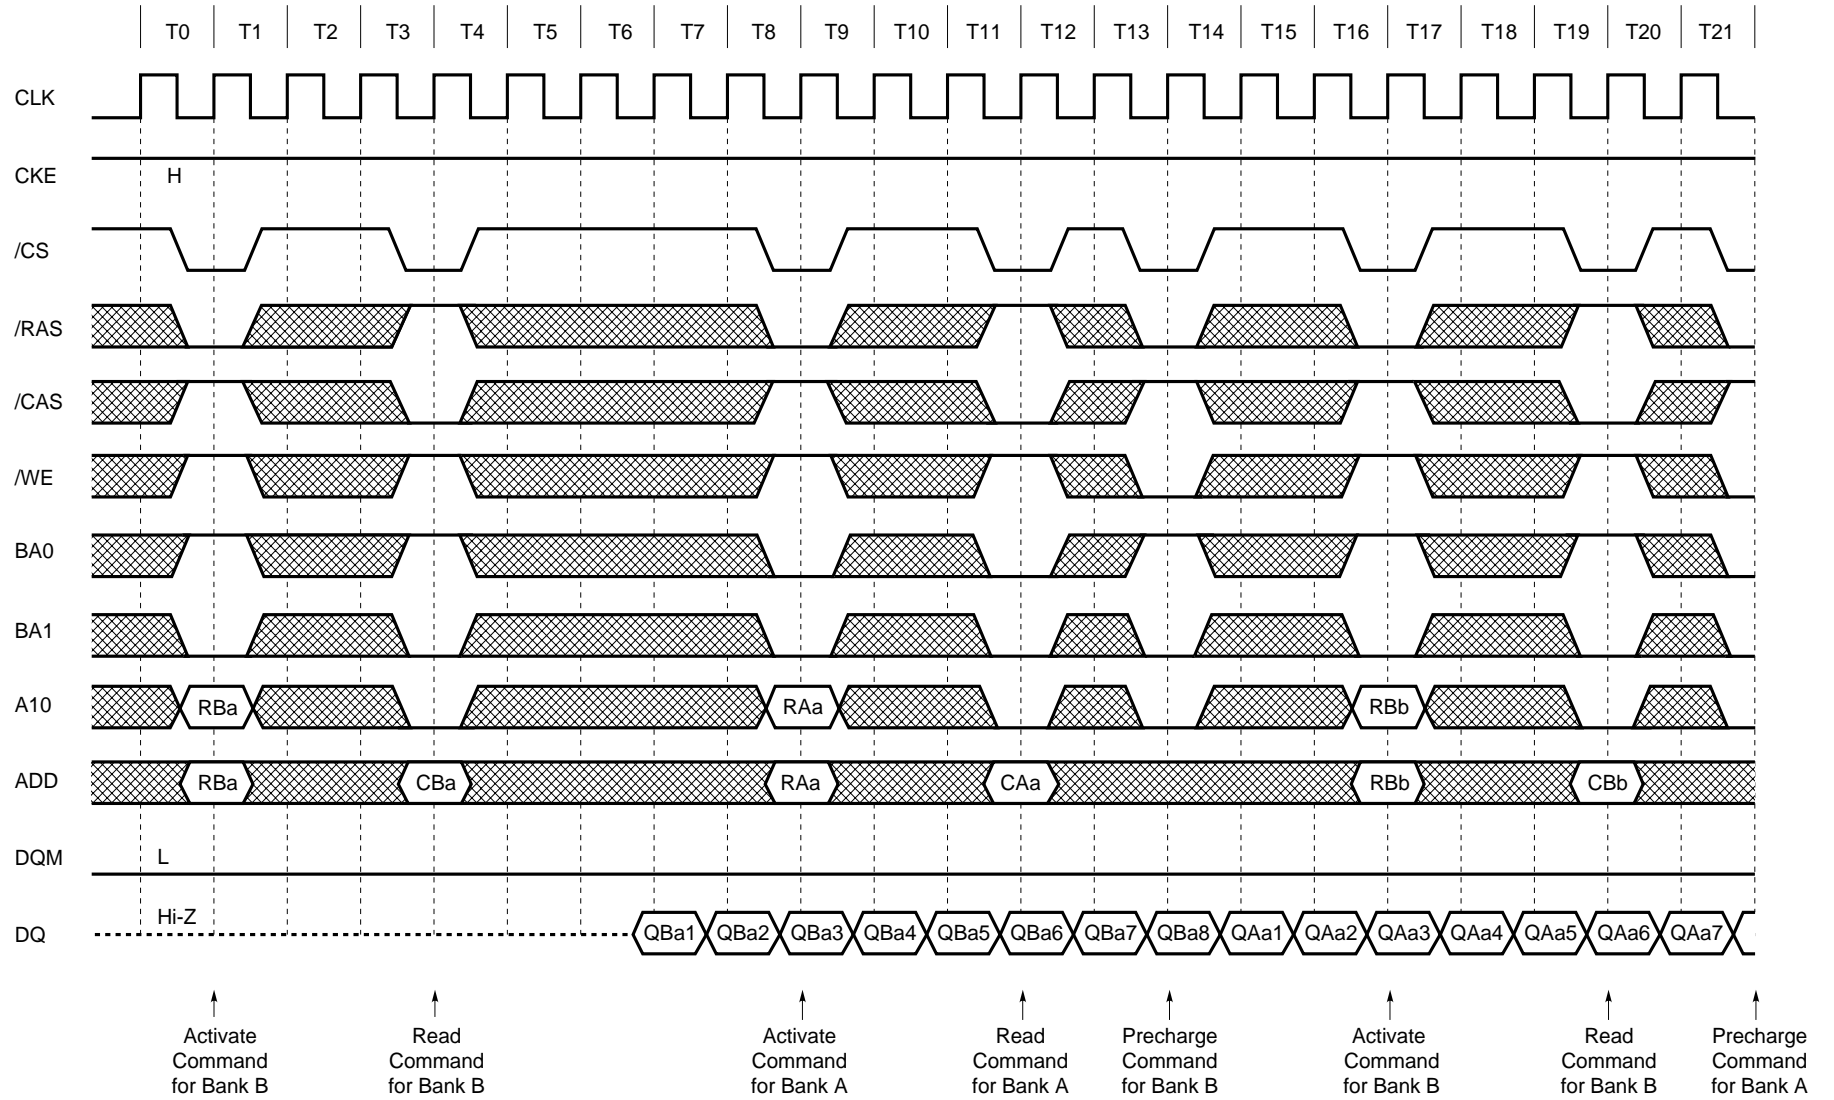 T0 T1 T2 T3 T4 T5 T6 T7 T8 T9 T10 T11 T12 T13 T14 T15 T16 T17 T18 T19 T20 T21
CLK
CKE H
/CS
/RAS
/CAS
/WE
BA0
BA1
A10 RBa RAa RBb
ADD RBa CBa RAa CAa RBb CBb
DQM L
DQ Hi-Z QBa1 QBa2 QBa3 QBa4 QBa5 QBa6 QBa7 QBa8 QAa1 QAa2 QAa3 QAa4 QAa5 QAa6 QAa7
Activate
Command
for Bank B
Read
Command
for Bank B
Activate
Command
for Bank A
Read
Command
for Bank A
Precharge
Command
for Bank B
Activate
Command
for Bank B
Read
Command
for Bank B
Precharge
Command
for Bank A